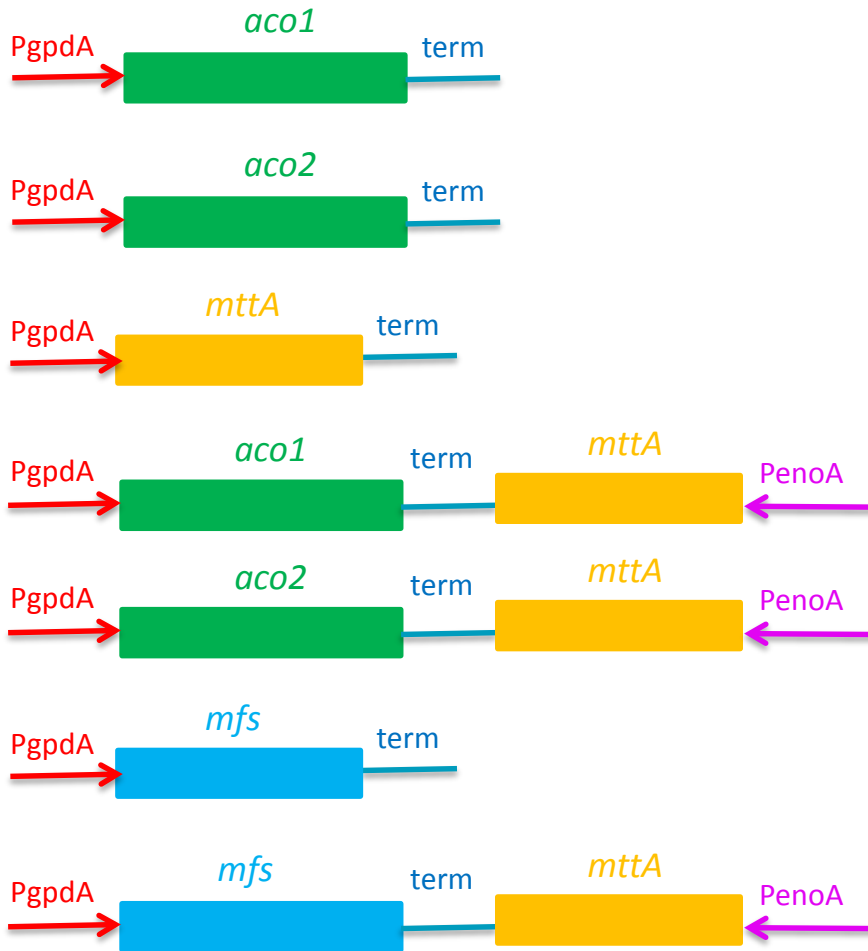 aco1
PgpdA term
aco2
PgpdA term
mttA
PgpdA term
aco1 term mttA
PgpdA PenoA
aco2 term mttA
PgpdA PenoA
mfs
PgpdA term
mfs term mttA
PgpdA PenoA